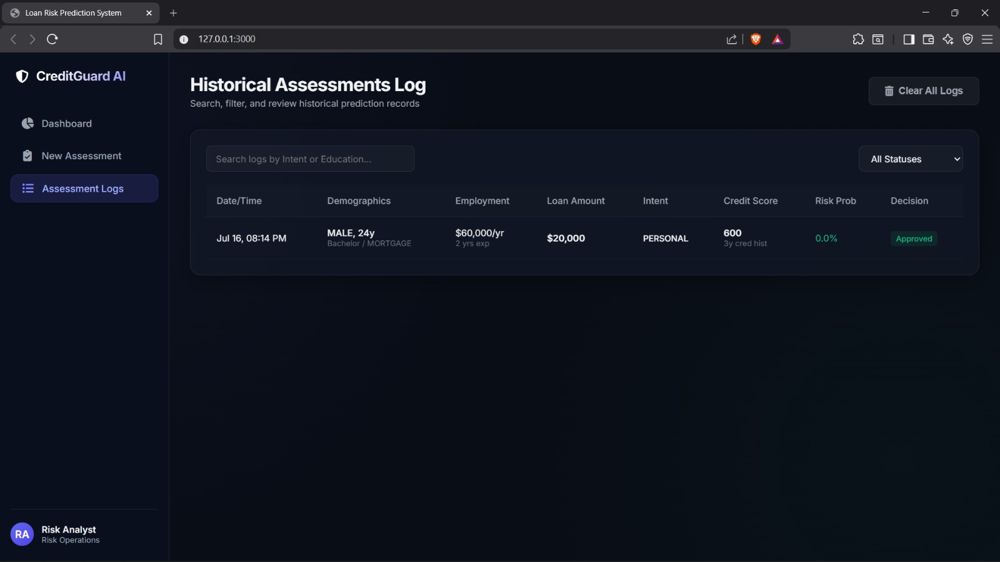 Loan Risk Prediction System
127.0.0.1:3000
CreditGuard AI
Dashboard
New Assessment
Assessment Logs
Risk Analyst
Risk Operations
RA
Historical Assessments Log
Search, filter, and review historical prediction records
Clear All Logs
Search logs by Intent or Education...
All Statuses
Date/Time Demographics Employment Loan Amount Intent Credit Score Risk Prob Decision
Jul 16, 08:14 PM MALE, 24y $60,000/yr $20,000 PERSONAL 600 0.0% Approved
Bachelor / MORTGAGE 2 yrs exp 3y cred hist